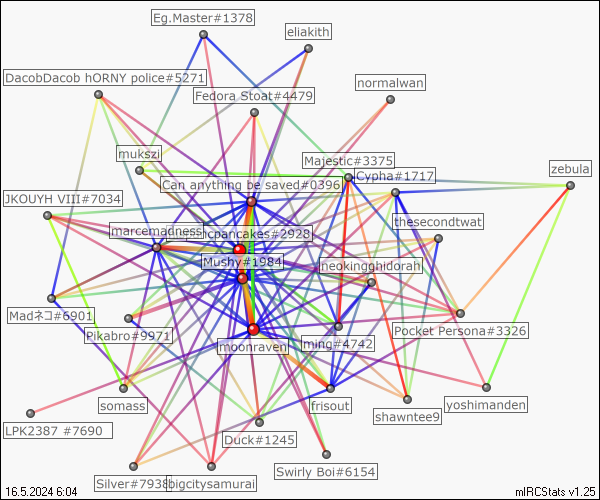 Eg.Master#1378
eliakith
DacobDacob hORNY police#5271
normalwan
Fedora Stoat#4479
mukszi
Majestic#3375
zebula
Cypha#1717
Can anything be saved#0396
JKOUYH VIII#7034
thesecondtwat
marcemadness
ncpancakes#2928
Mushy#1984
neokingghidorah
Madネコ#6901
Pikabro#9971
Pocket Persona#3326
moonraven
ming#4742
somass
frisout
yoshimanden
shawntee9
LPK2387 #7690
Duck#1245
Swirly Boi#6154
Silver#7938
bigcitysamurai
16.5.2024 6:04
mIRCStats v1.25